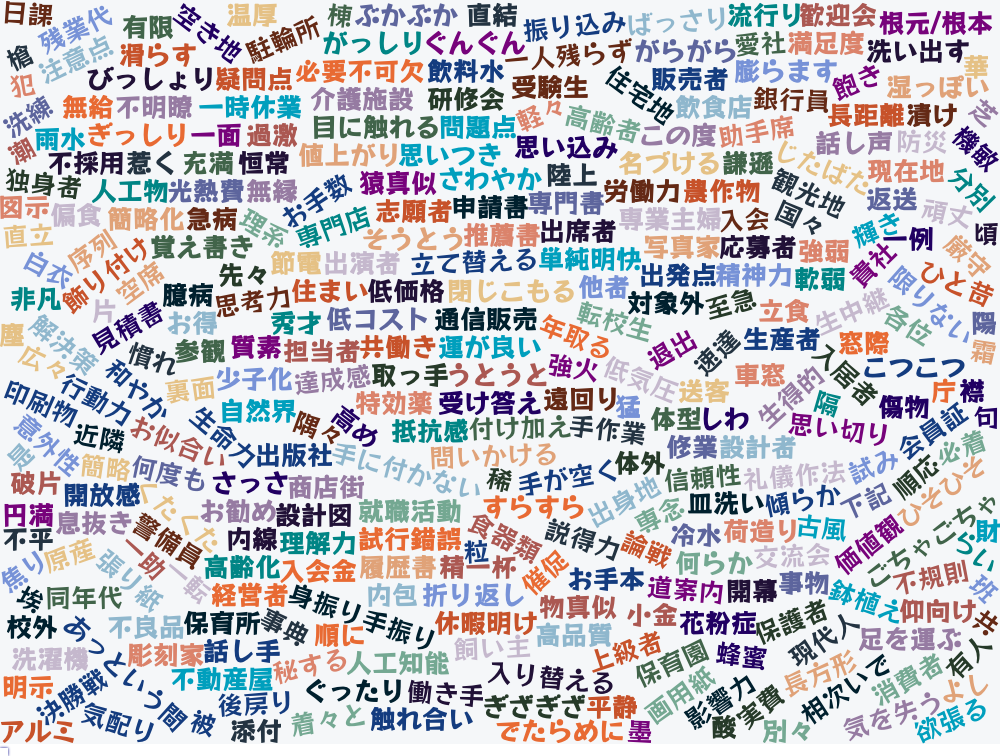 日課 残業代 有限 空き地 温厚 棟 ぶかぶか 直結 振り込み ばっさり 流行り 歓迎会 根元/根本
槍 注意点 滑らす 駐輪所 がっしり ぐんぐん 一人残らず がらがら 愛社 満足度 洗い出す
犯 びっしょり 疑問点 必要不可欠 飲料水 受験生 住宅地 販売者 膨らます 飽き 湿っぽい 華
洗練 無給 不明瞭 一時休業 介護施設 研修会 軽々 高齢者 飲食店 銀行員 長距離 漬け 芝
潮 雨水 ぎっしり 一面 過激 目に触れる 問題点 この度 助手席 話し声 防災 機敏
不採用 惹く 充満 恒常 値上がり 思いつき 思い込み 名づける 謙遜 じたばた 現在地 分別
独身者 人工物 光熱費 無縁 お手数 猿真似 さわやか 陸上 労働力 農作物 観光地 返送
図示 偏食 簡略化 急病 理系 専門店 志願者 申請書 専門書 専業主婦 入会 国々 頑丈 頃
直立 序列 飾り付け 覚え書き そうとう 推薦書 出席者 写真家 応募者 強弱 輝き 一例 厳守
白衣 空席 先々 節電 出演者 立て替える 単純明快 出発点 精神力 軟弱 貴社 限りない ひと昔
非凡 片 見積書 臆病 思考力 住まい 低価格 閉じこもる 他者 対象外 至急 立食 生中継 各位 陽
塵 解決策 お得 秀才 低コスト 通信販売 年取る 転校生 退出 速達 生産者 窓際 霜
広々 慣れ 参観 質素 担当者 共働き 運が良い 強火 低気圧 入居者 こつこつ
印刷物 行動力 和やか 裏面 少子化 達成感 取っ手 うとうと 送客 車窓 生得的 庁 襟
意外性 近隣 お似合い 生命力 自然界 隅々 高め 特効薬 受け答え 遠回り 猛 体型 しわ 隔 傷物 句
抵抗感 付け加え 手作業 思い切り 会員証
簡略 何度も 出版社 手に付かない 問いかける 修業 設計者 必着
破片 開放感 くたくた さっさ 商店街 稀 手が空く 体外 信頼性 礼儀作法 試み 順応 ひそひそ
円満 息抜き お勧め 設計図 就職活動 すらすら 出身地 専念 皿洗い 傾らか 下記
不平 警備員 内線 理解力 試行錯誤 食器類 説得力 論戦 冷水 荷造り 古風 価値観 ごちゃごちゃ 財
焦り 原産 張り紙 一助 一転 高齢化 入会金 履歴書 精一杯 粒 催促 お手本 何らか 交流会 らい
埃 同年代 経営者 身振り手振り 内包 折り返し 道案内 開幕 事物 鉢植え 不規則 班
校外 あっという間 不良品 保育所 事典 順に 休暇明け 物真似 小金 花粉症 保護者 仰向け 共
洗濯機 彫刻家 話し手 秘する 人工知能 飼い主 高品質 上級者 保育園 蜂蜜 現代人 足を運ぶ
明示 決勝戦 不動産屋 ぐったり 働き手 入り替える 画用紙 影響力 長方形 相次いで 消費者 有人
アルミ 気配り 被 後戻り 添付 着々と 触れ合い ぎざぎざ 平静 でたらめに 墨 酸 実費 別々 気を失う よし 欲張る